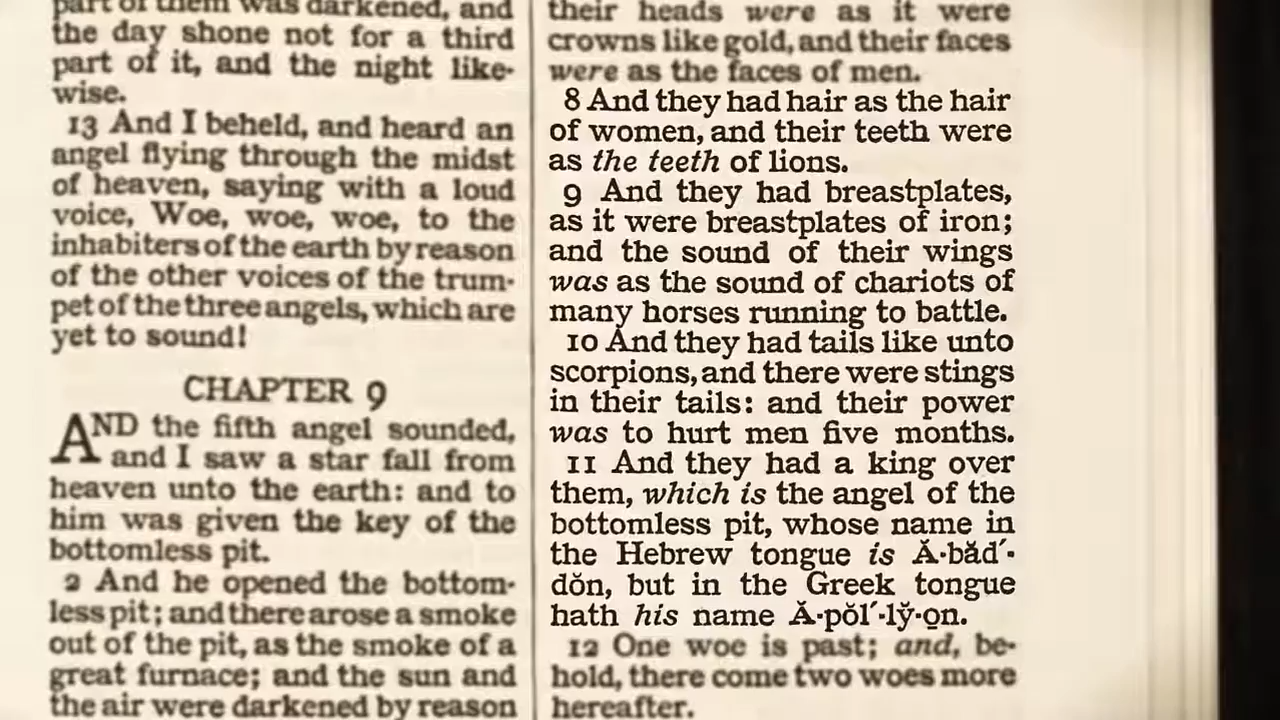 part of them was darkened, and
the day shone not for a third
part of it, and the night like-
wise.
13 And I beheld, and heard an
angel flying through the midst
of heaven, saying with a loud
voice, Woe, woe, woe, to the
inhabiters of the earth by reason
of the other voices of the trum-
pet of the three angels, which are
yet to sound!
CHAPTER 9
AND the fifth angel sounded,
and I saw a star fall from
heaven unto the earth: and to
him was given the key of the
bottomless pit.
2 And he opened the bottom-
less pit; and there arose a smoke
out of the pit, as the smoke of a
great furnace; and the sun and
the air were darkened by reason
their heads were as it were
crowns like gold, and their faces
were as the faces of men.
8 And they had hair as the hair
of women, and their teeth were
as the teeth of lions.
9 And they had breastplates,
as it were breastplates of iron;
and the sound of their wings
was as the sound of chariots of
many horses running to battle.
10 And they had tails like unto
scorpions, and there were stings
in their tails: and their power
was to hurt men five months.
11 And they had a king over
them, which is the angel of the
bottomless pit, whose name in
the Hebrew tongue is Ă·băd´-
dŏn, but in the Greek tongue
hath his name Ă·pŏl´·lў·o̱n.
12 One woe is past; and, be-
hold, there come two woes more
hereafter.